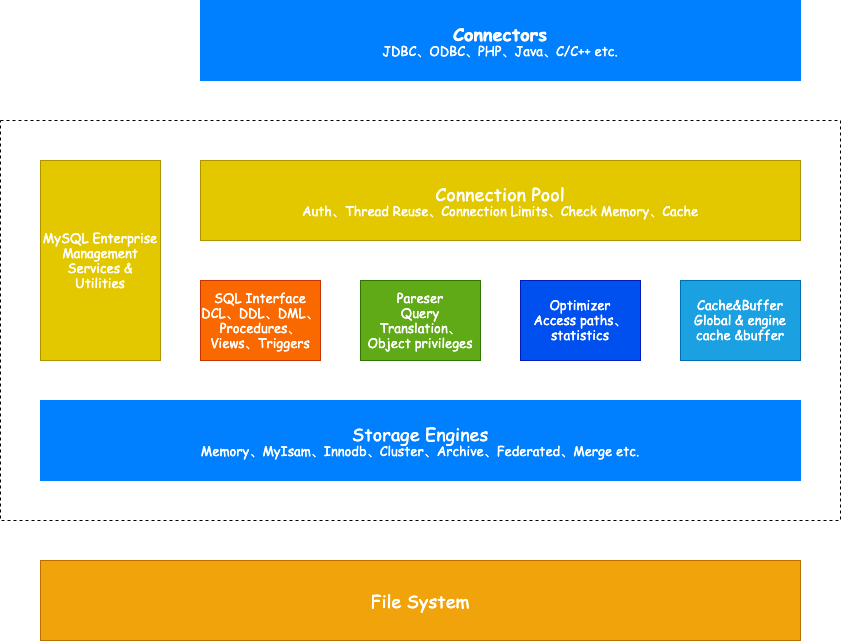 Connectors
JDBC、ODBC、PHP、Java、C/C++ etc.
Connection Pool
Auth、Thread Reuse、Connection Limits、Check Memory、Cache
MySQL Enterprise
Management
Services &
Utilities
SQL Interface
DCL、DDL、DML、
Procedures、
Views、Triggers
Pareser
Query
Translation、
Object privileges
Optimizer
Access paths、
statistics
Cache&Buffer
Global & engine
cache &buffer
Storage Engines
Memory、MyIsam、Innodb、Cluster、Archive、Federated、Merge etc.
File System